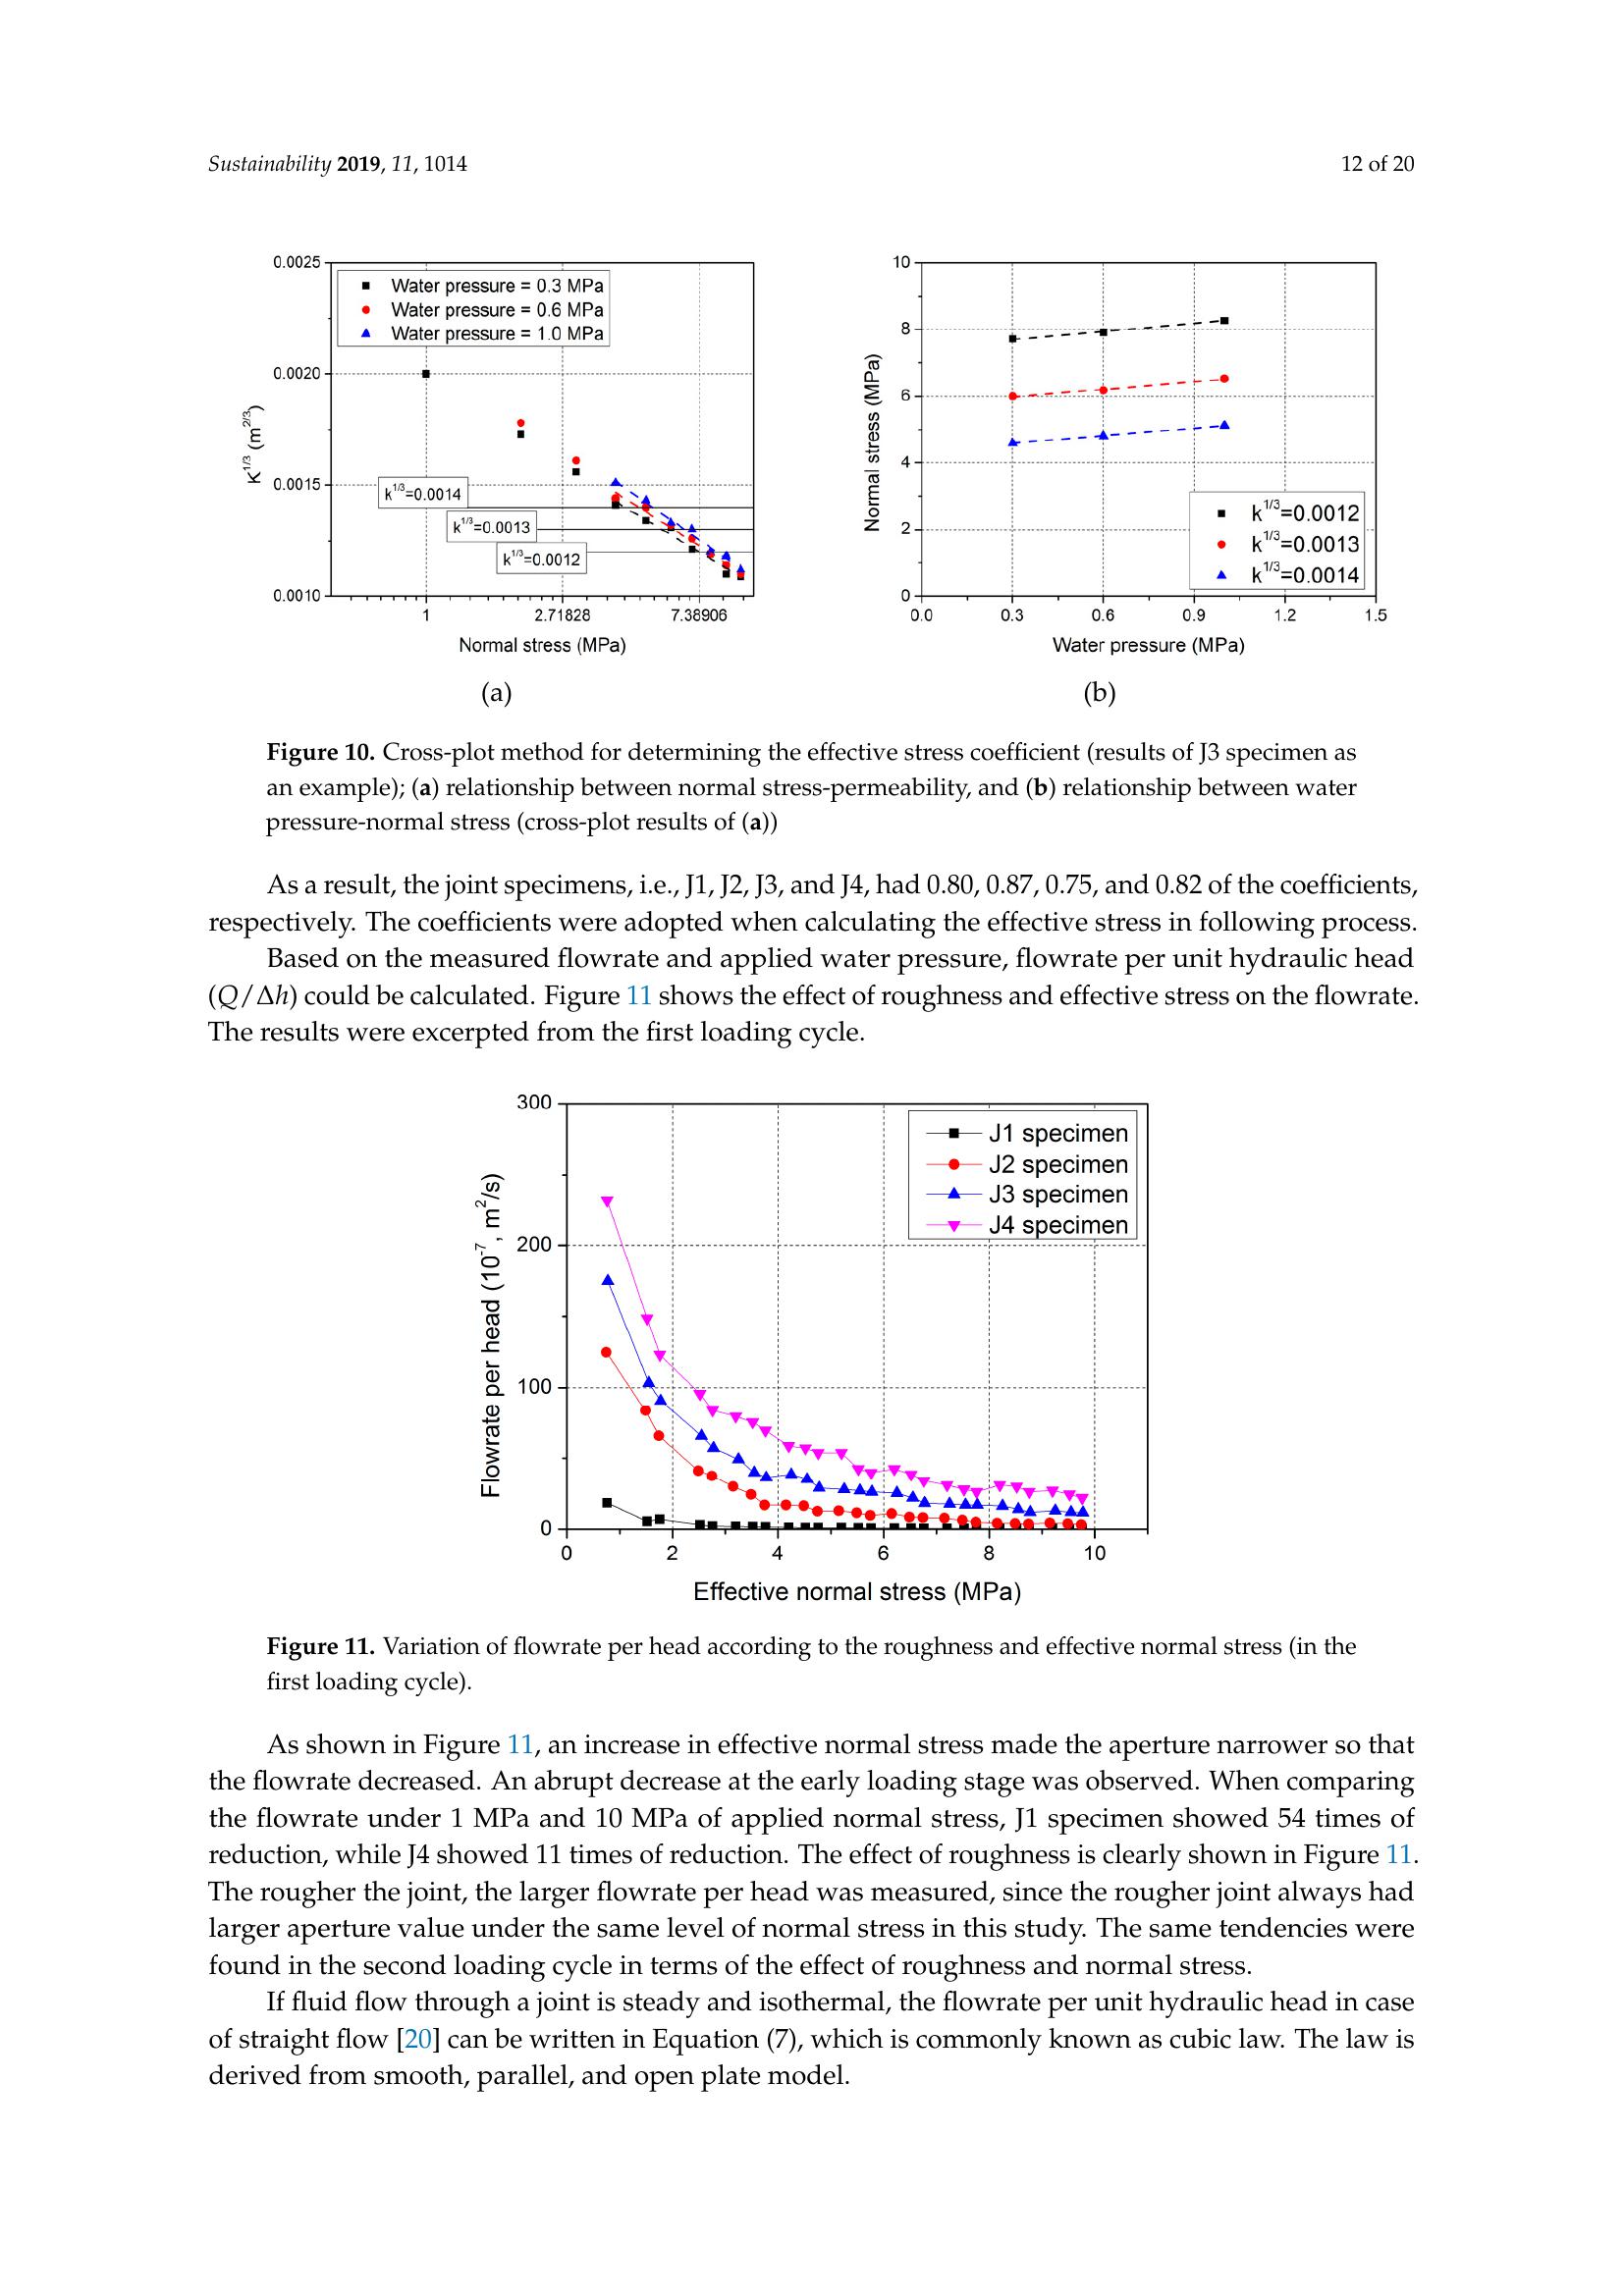 Sustainability 2019, 11, 1014
12 of 20
0.0025
0.0020
0.0015
0.0010
K1/3 (m2/3)
Water pressure = 0.3 MPa
Water pressure = 0.6 MPa
Water pressure = 1.0 MPa
k1/3=0.0014
k1/3=0.0013
k1/3=0.0012
1
2.71828
7.38906
Normal stress (MPa)
(a)
10
8
6
4
2
0
Normal stress (MPa)
k1/3=0.0012
k1/3=0.0013
k1/3=0.0014
0.0
0.3
0.6
0.9
1.2
1.5
Water pressure (MPa)
(b)
Figure 10. Cross-plot method for determining the effective stress coefficient (results of J3 specimen as
an example); (a) relationship between normal stress-permeability, and (b) relationship between water
pressure-normal stress (cross-plot results of (a))
As a result, the joint specimens, i.e., J1, J2, J3, and J4, had 0.80, 0.87, 0.75, and 0.82 of the coefficients,
respectively. The coefficients were adopted when calculating the effective stress in following process.
Based on the measured flowrate and applied water pressure, flowrate per unit hydraulic head
(Q/Δh) could be calculated. Figure 11 shows the effect of roughness and effective stress on the flowrate.
The results were excerpted from the first loading cycle.
300
200
100
0
Flowrate per head (10-7, m2/s)
J1 specimen
J2 specimen
J3 specimen
J4 specimen
0
2
4
6
8
10
Effective normal stress (MPa)
Figure 11. Variation of flowrate per head according to the roughness and effective normal stress (in the
first loading cycle).
As shown in Figure 11, an increase in effective normal stress made the aperture narrower so that
the flowrate decreased. An abrupt decrease at the early loading stage was observed. When comparing
the flowrate under 1 MPa and 10 MPa of applied normal stress, J1 specimen showed 54 times of
reduction, while J4 showed 11 times of reduction. The effect of roughness is clearly shown in Figure 11.
The rougher the joint, the larger flowrate per head was measured, since the rougher joint always had
larger aperture value under the same level of normal stress in this study. The same tendencies were
found in the second loading cycle in terms of the effect of roughness and normal stress.
If fluid flow through a joint is steady and isothermal, the flowrate per unit hydraulic head in case
of straight flow [20] can be written in Equation (7), which is commonly known as cubic law. The law is
derived from smooth, parallel, and open plate model.